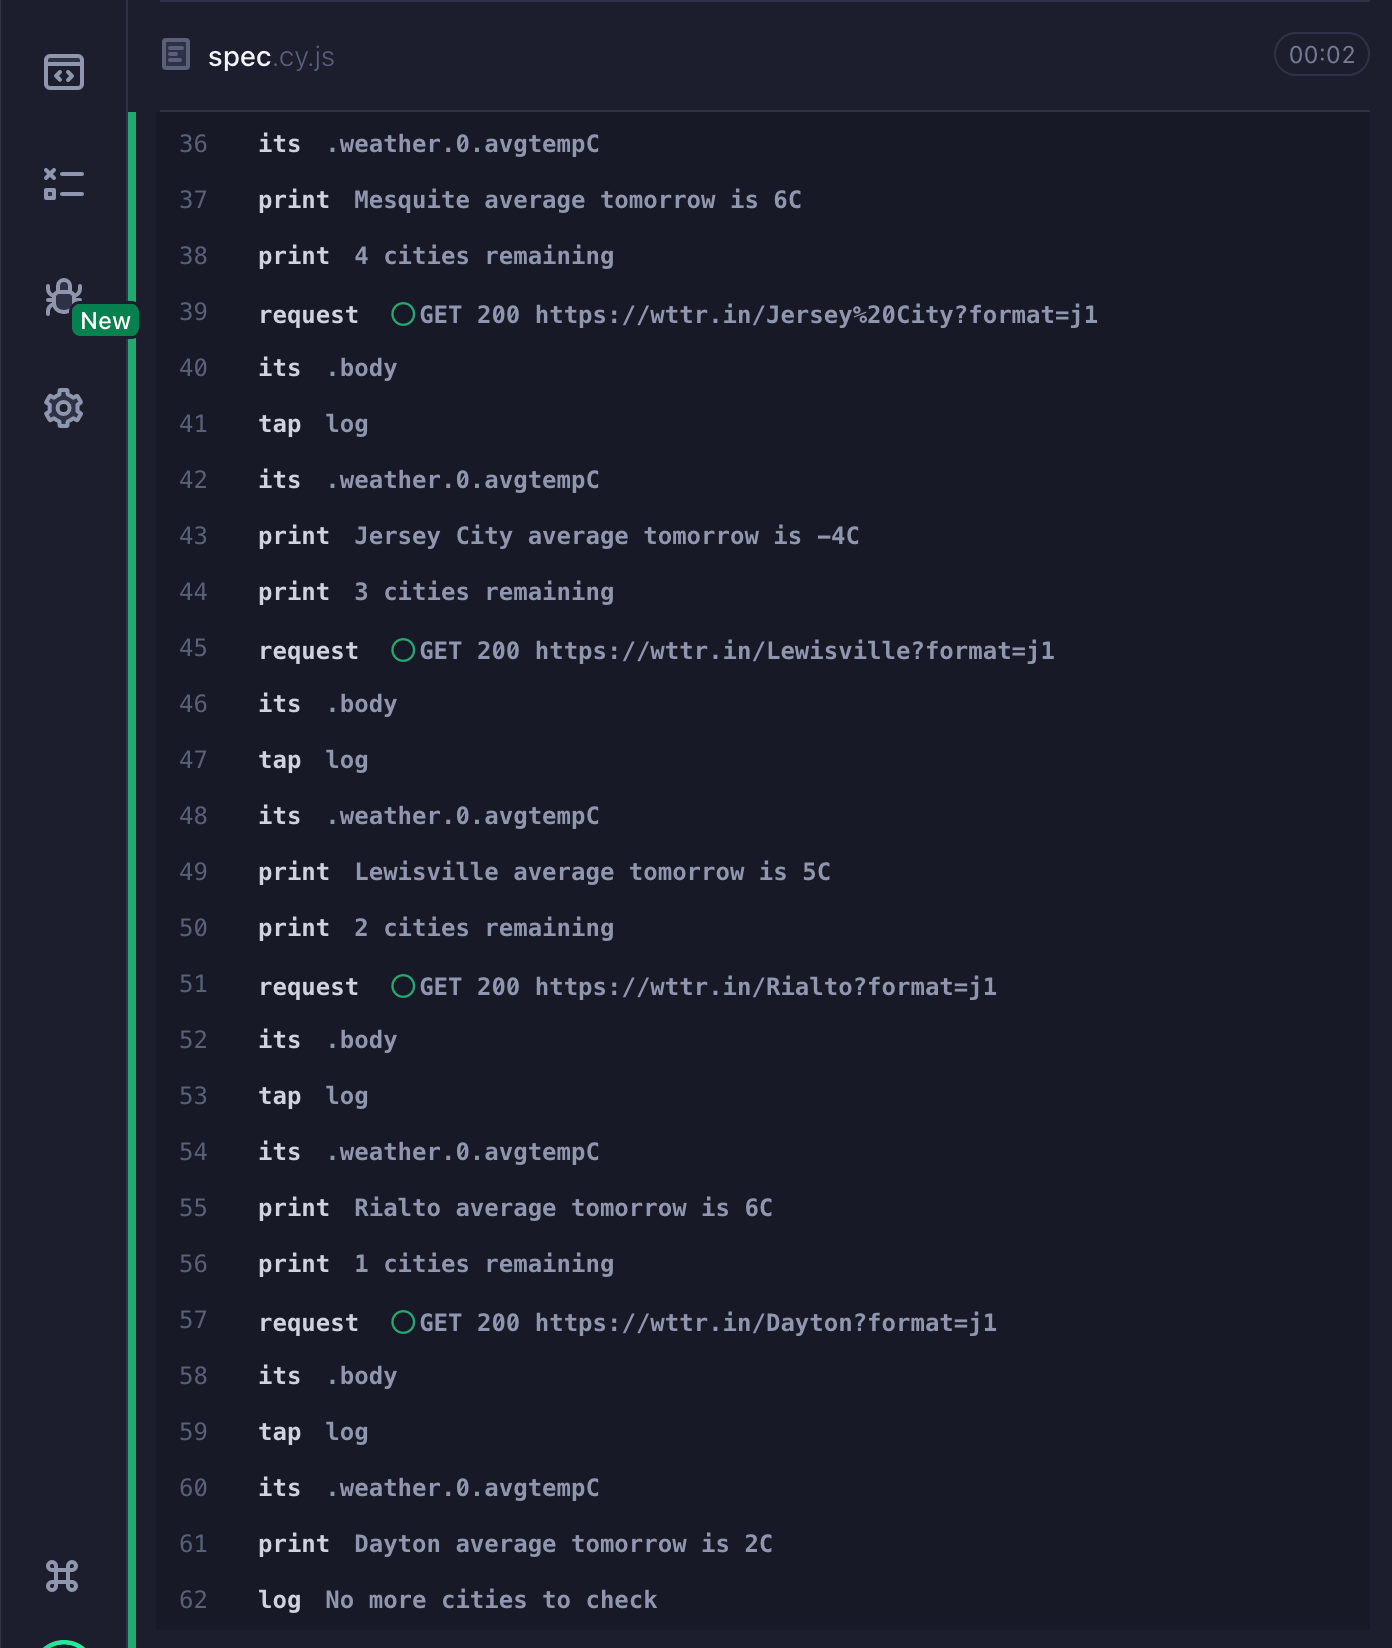 spec.cy.js 00:02
36 its .weather.0.avgtempC
37 print Mesquite average tomorrow is 6C
38 print 4 cities remaining
39 request GET 200 https://wttr.in/Jersey%20City?format=j1
New
40 its .body
41 tap log
42 its .weather.0.avgtempC
43 print Jersey City average tomorrow is −4C
44 print 3 cities remaining
45 request GET 200 https://wttr.in/Lewisville?format=j1
46 its .body
47 tap log
48 its .weather.0.avgtempC
49 print Lewisville average tomorrow is 5C
50 print 2 cities remaining
51 request GET 200 https://wttr.in/Rialto?format=j1
52 its .body
53 tap log
54 its .weather.0.avgtempC
55 print Rialto average tomorrow is 6C
56 print 1 cities remaining
57 request GET 200 https://wttr.in/Dayton?format=j1
58 its .body
59 tap log
60 its .weather.0.avgtempC
61 print Dayton average tomorrow is 2C
62 log No more cities to check